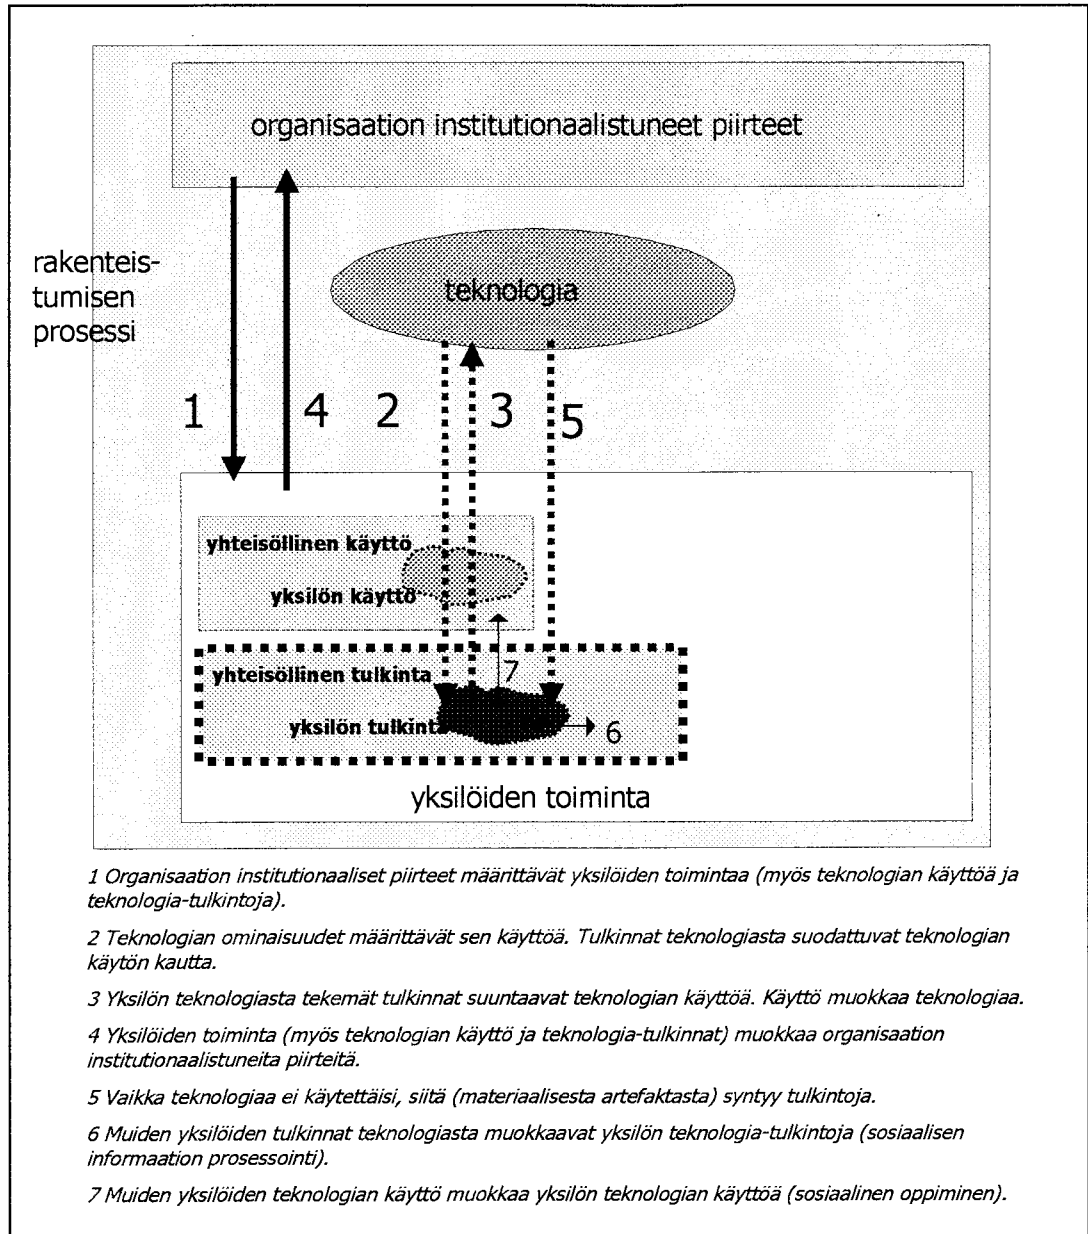 organisaation institutionaalistuneet piirteet
rakenteis-
tumisen
prosessi
teknologia
1 4 2 3 5
yhteisöllinen käyttö
yksilön käyttö
yhteisöllinen tulkinta
7
yksilön tulkinta
6
yksilöiden toiminta
1 Organisaation institutionaaliset piirteet määrittävät yksilöiden toimintaa (myös teknologian käyttöä ja
teknologia-tulkintoja).
2 Teknologian ominaisuudet määrittävät sen käyttöä. Tulkinnat teknologiasta suodattuvat teknologian
käytön kautta.
3 Yksilön teknologiasta tekemät tulkinnat suuntaavat teknologian käyttöä. Käyttö muokkaa teknologiaa.
4 Yksilöiden toiminta (myös teknologian käyttö ja teknologia-tulkinnat) muokkaa organisaation
institutionaalistuneita piirteitä.
5 Vaikka teknologiaa ei käytettäisi, siitä (materiaalisesta artefaktasta) syntyy tulkintoja.
6 Muiden yksilöiden tulkinnat teknologiasta muokkaavat yksilön teknologia-tulkintoja (sosiaalisen
informaation prosessointi).
7 Muiden yksilöiden teknologian käyttö muokkaa yksilön teknologian käyttöä (sosiaalinen oppiminen).